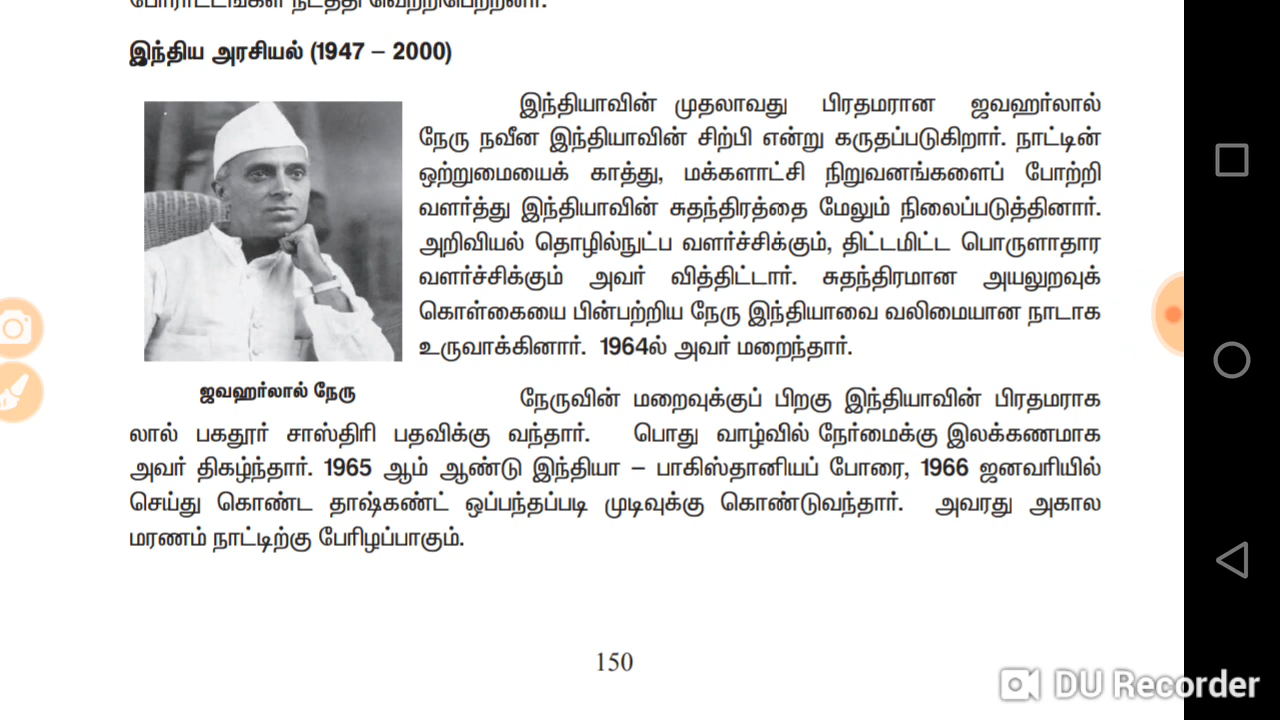 இந்திய அரசியல் (1947 – 2000)
இந்தியாவின் முதலாவது பிரதமரான ஜவஹர்லால்
நேரு நவீன இந்தியாவின் சிற்பி என்று கருதப்படுகிறார். நாட்டின்
ஒற்றுமையைக் காத்து, மக்களாட்சி நிறுவனங்களைப் போற்றி
வளர்த்து இந்தியாவின் சுதந்திரத்தை மேலும் நிலைப்படுத்தினார்.
அறிவியல் தொழில்நுட்ப வளர்ச்சிக்கும், திட்டமிட்ட பொருளாதார
வளர்ச்சிக்கும் அவர் வித்திட்டார். சுதந்திரமான அயலுறவுக்
கொள்கையை பின்பற்றிய நேரு இந்தியாவை வலிமையான நாடாக
உருவாக்கினார். 1964ல் அவர் மறைந்தார்.
ஜவஹர்லால் நேரு
நேருவின் மறைவுக்குப் பிறகு இந்தியாவின் பிரதமராக
லால் பகதூர் சாஸ்திரி பதவிக்கு வந்தார். பொது வாழ்வில் நேர்மைக்கு இலக்கணமாக
அவர் திகழ்ந்தார். 1965 ஆம் ஆண்டு இந்தியா – பாகிஸ்தானியப் போரை, 1966 ஜனவரியில்
செய்து கொண்ட தாஷ்கண்ட் ஒப்பந்தப்படி முடிவுக்கு கொண்டுவந்தார். அவரது அகால
மரணம் நாட்டிற்கு பேரிழப்பாகும்.
150
DU Recorder